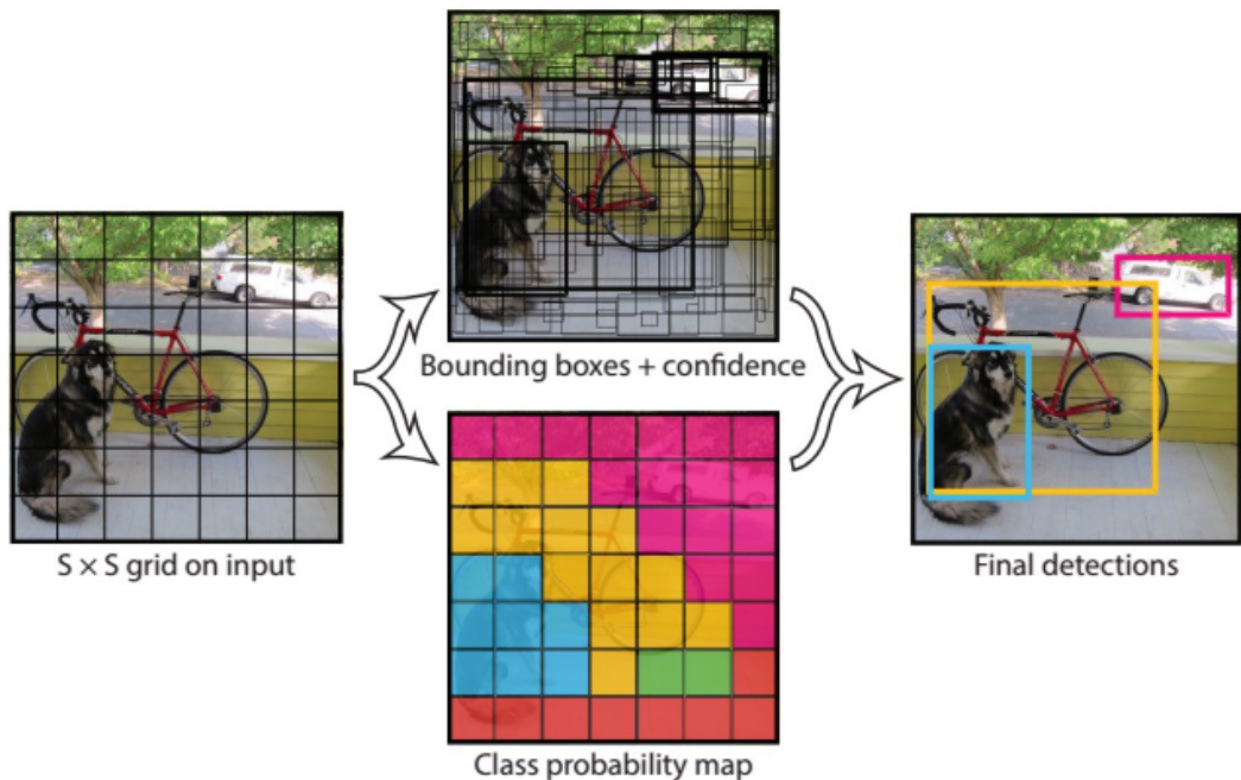 Bounding boxes + confidence
S × S grid on input
Final detections
Class probability map